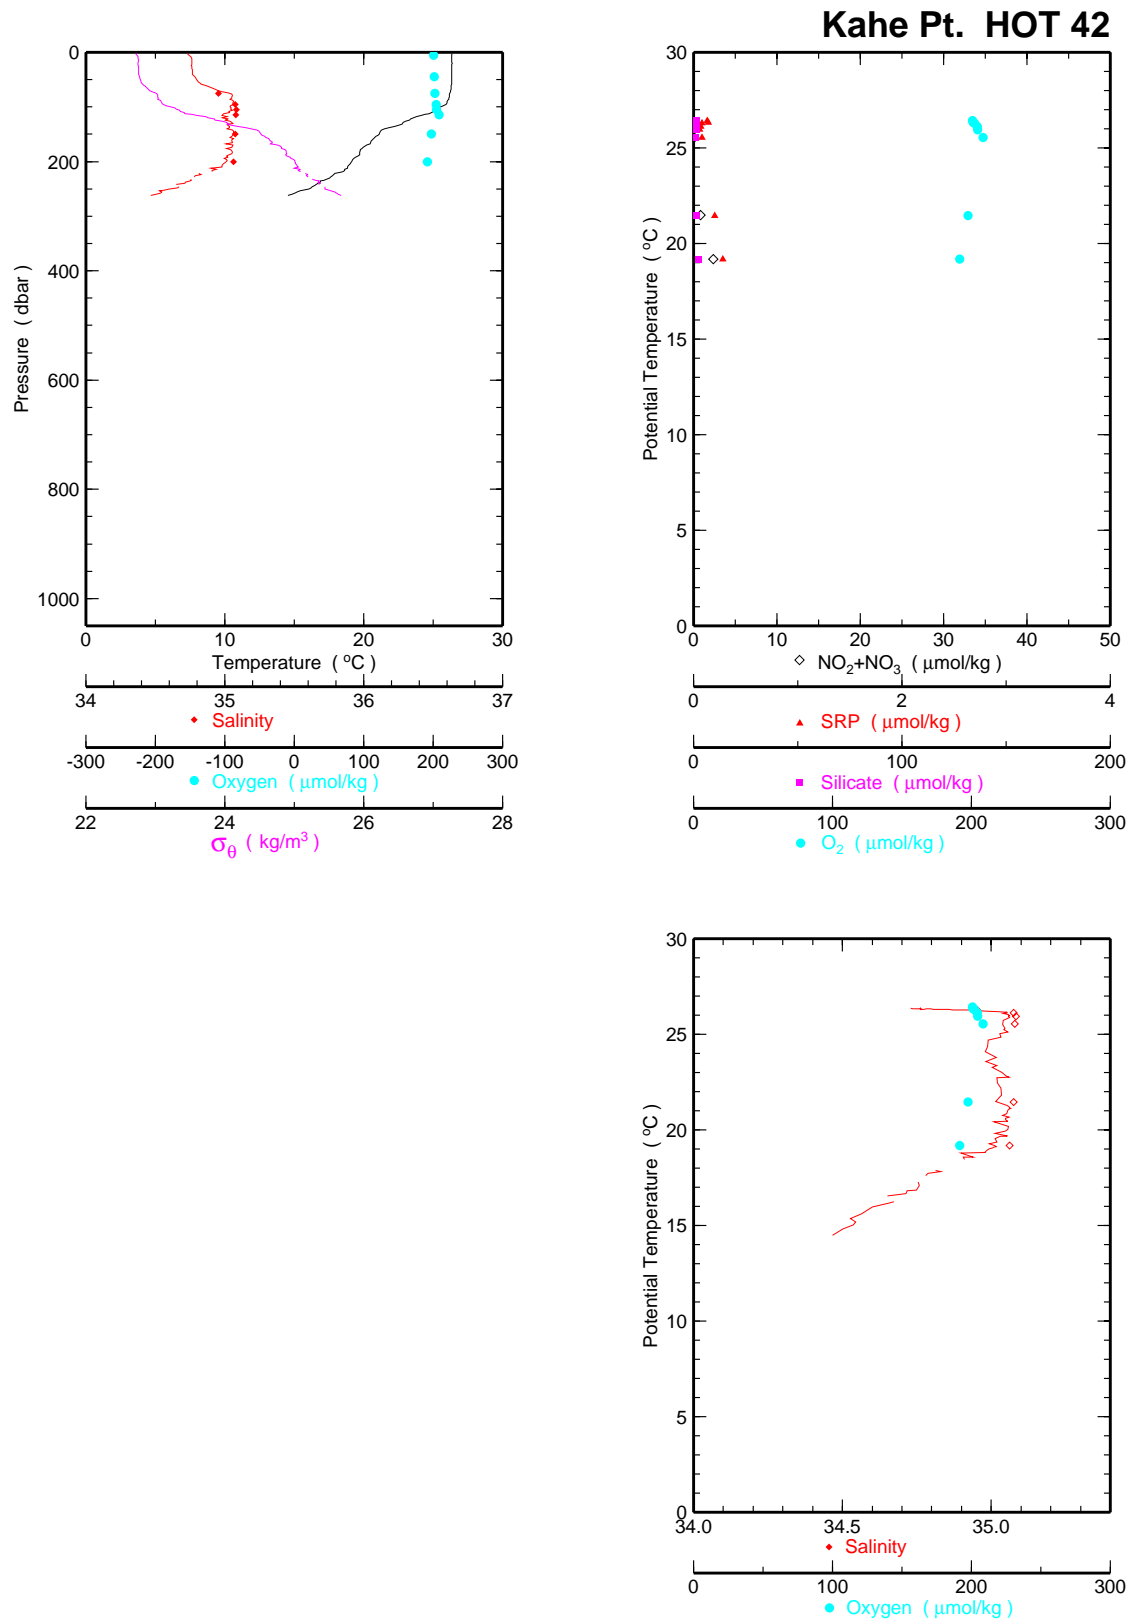 Kahe Pt. HOT 42
0
200
400
600
800
1000
Pressure ( dbar )
0 10 20 30
Temperature ( °C )
34 35 36 37
Salinity
-300 -200 -100 0 100 200 300
Oxygen ( μmol/kg )
22 24 26 28
σθ ( kg/m³ )
30
25
20
15
10
5
0
Potential Temperature ( °C )
0 10 20 30 40 50
NO₂+NO₃ ( μmol/kg )
0 2 4
SRP ( μmol/kg )
0 100 200
Silicate ( μmol/kg )
0 100 200 300
O₂ ( μmol/kg )
30
25
20
15
10
5
0
Potential Temperature ( °C )
34.0 34.5 35.0
Salinity
0 100 200 300
Oxygen ( μmol/kg )